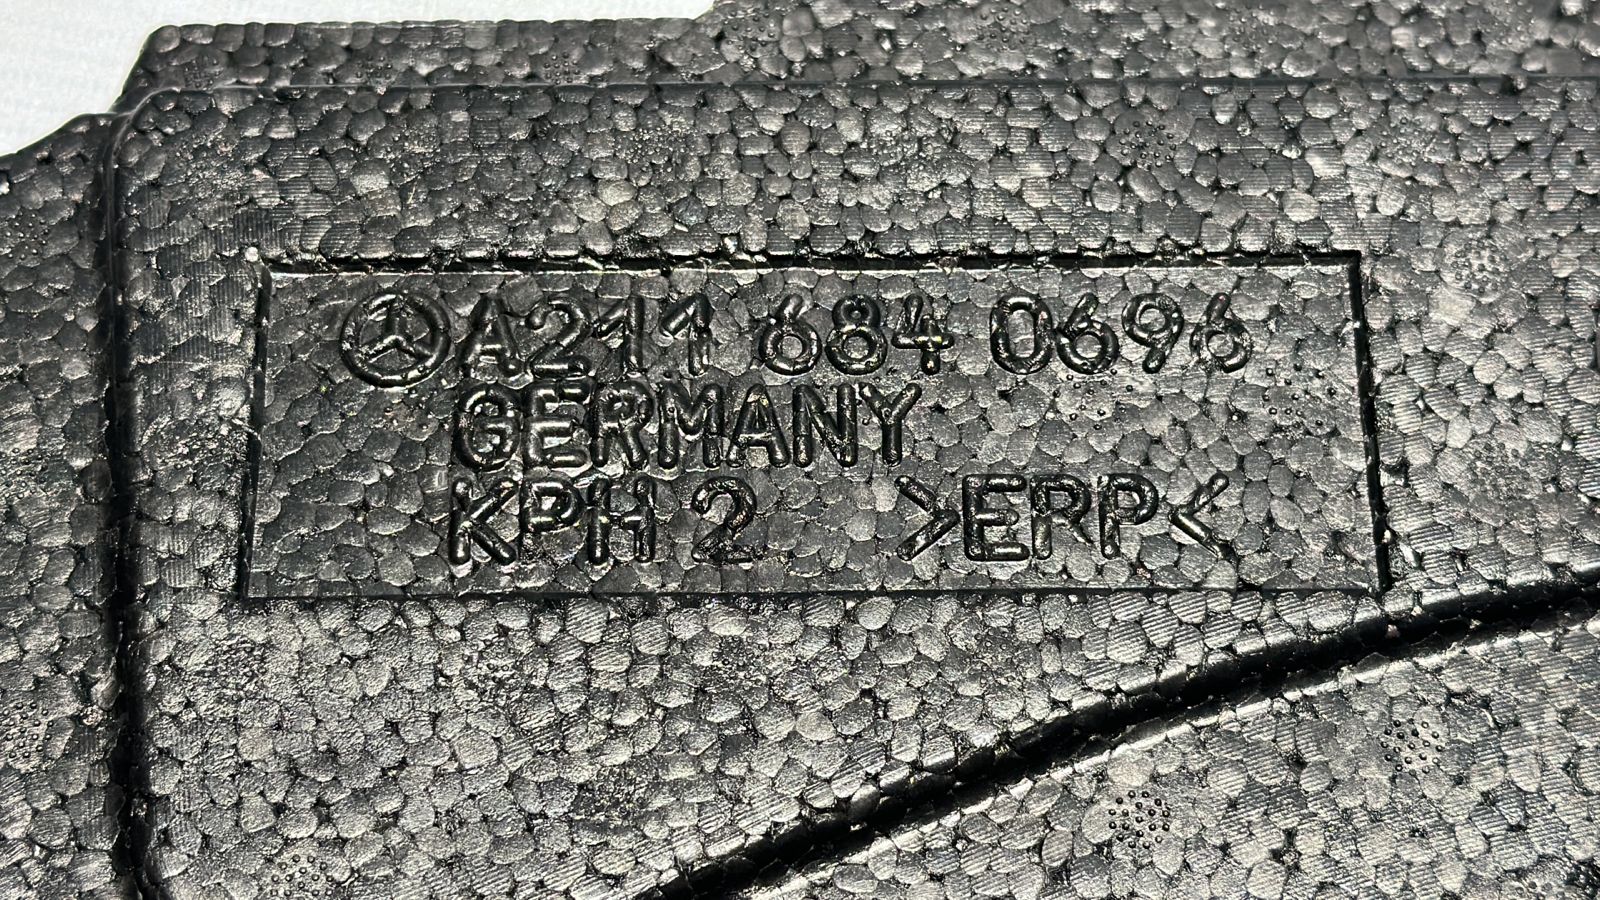 A211 684 0696
GERMANY
KPH 2 >ERP<